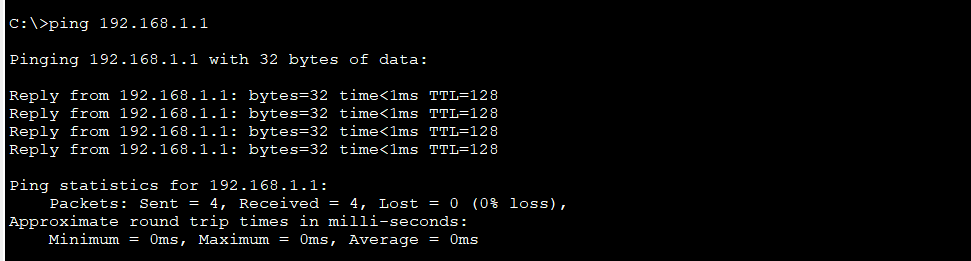 C:\>ping 192.168.1.1
Pinging 192.168.1.1 with 32 bytes of data:
Reply from 192.168.1.1: bytes=32 time<1ms TTL=128
Reply from 192.168.1.1: bytes=32 time<1ms TTL=128
Reply from 192.168.1.1: bytes=32 time<1ms TTL=128
Reply from 192.168.1.1: bytes=32 time<1ms TTL=128
Ping statistics for 192.168.1.1:
    Packets: Sent = 4, Received = 4, Lost = 0 (0% loss),
Approximate round trip times in milli-seconds:
    Minimum = 0ms, Maximum = 0ms, Average = 0ms